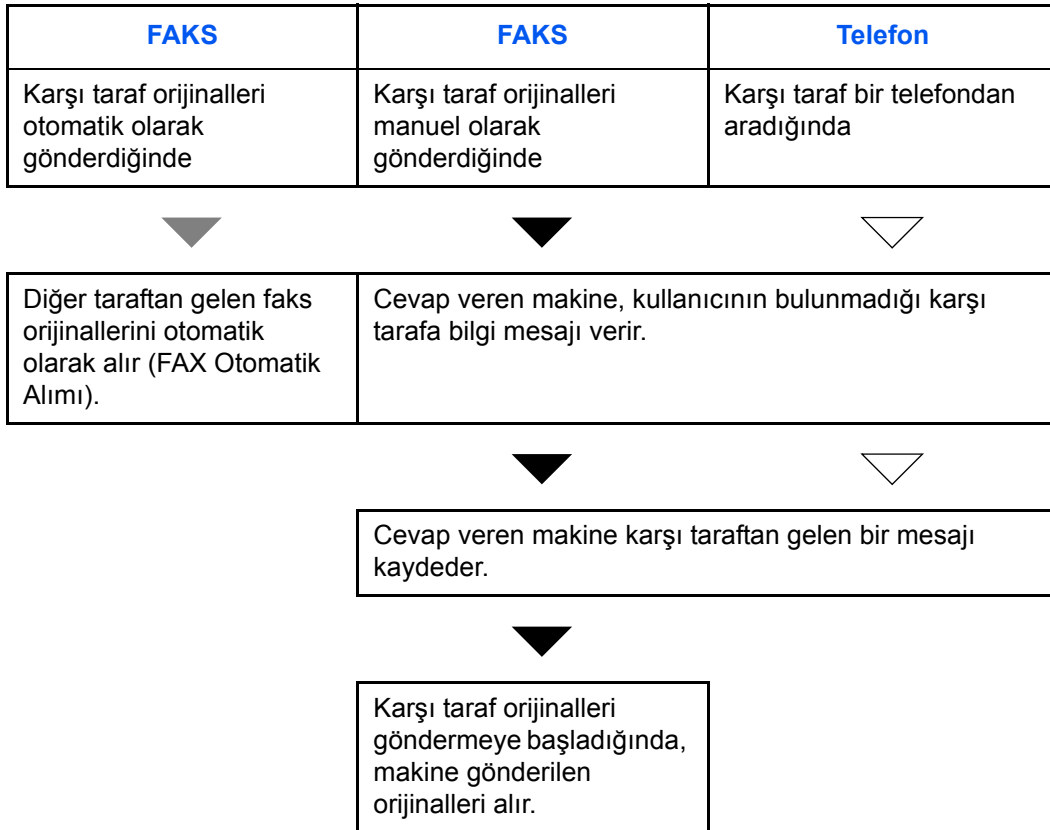 FAKS
FAKS
Telefon
Karşı taraf orijinalleri
otomatik olarak
gönderdiğinde
Karşı taraf orijinalleri
manuel olarak
gönderdiğinde
Karşı taraf bir telefondan
aradığında
Diğer taraftan gelen faks
orijinallerini otomatik
olarak alır (FAX Otomatik
Alımı).
Cevap veren makine, kullanıcının bulunmadığı karşı
tarafa bilgi mesajı verir.
Cevap veren makine karşı taraftan gelen bir mesajı
kaydeder.
Karşı taraf orijinalleri
göndermeye başladığında,
makine gönderilen
orijinalleri alır.